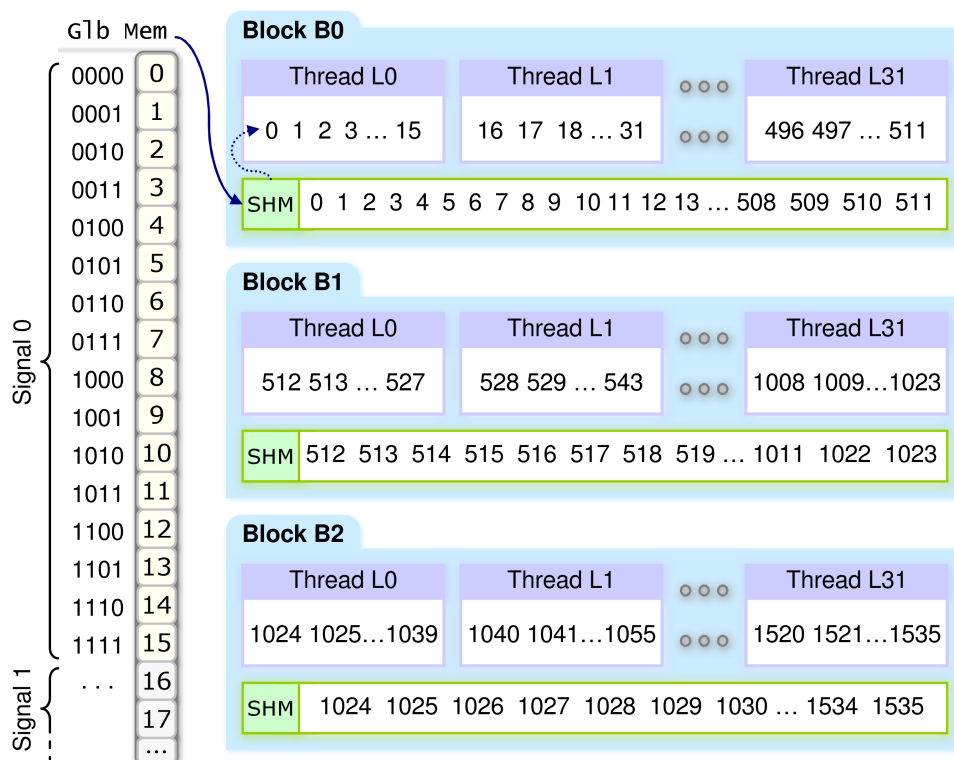 Glb Mem
0000 0
0001 1
0010 2
0011 3
0100 4
0101 5
0110 6
0111 7
1000 8
1001 9
1010 10
1011 11
1100 12
1101 13
1110 14
1111 15
... 16
17
...
Signal 0
Signal 1
Block B0
Thread L0
0 1 2 3 ... 15
Thread L1
16 17 18 ... 31
Thread L31
496 497 ... 511
SHM 0 1 2 3 4 5 6 7 8 9 10 11 12 13 ... 508 509 510 511
Block B1
Thread L0
512 513 ... 527
Thread L1
528 529 ... 543
Thread L31
1008 1009...1023
SHM 512 513 514 515 516 517 518 519 ... 1011 1022 1023
Block B2
Thread L0
1024 1025...1039
Thread L1
1040 1041...1055
Thread L31
1520 1521...1535
SHM 1024 1025 1026 1027 1028 1029 1030 ... 1534 1535